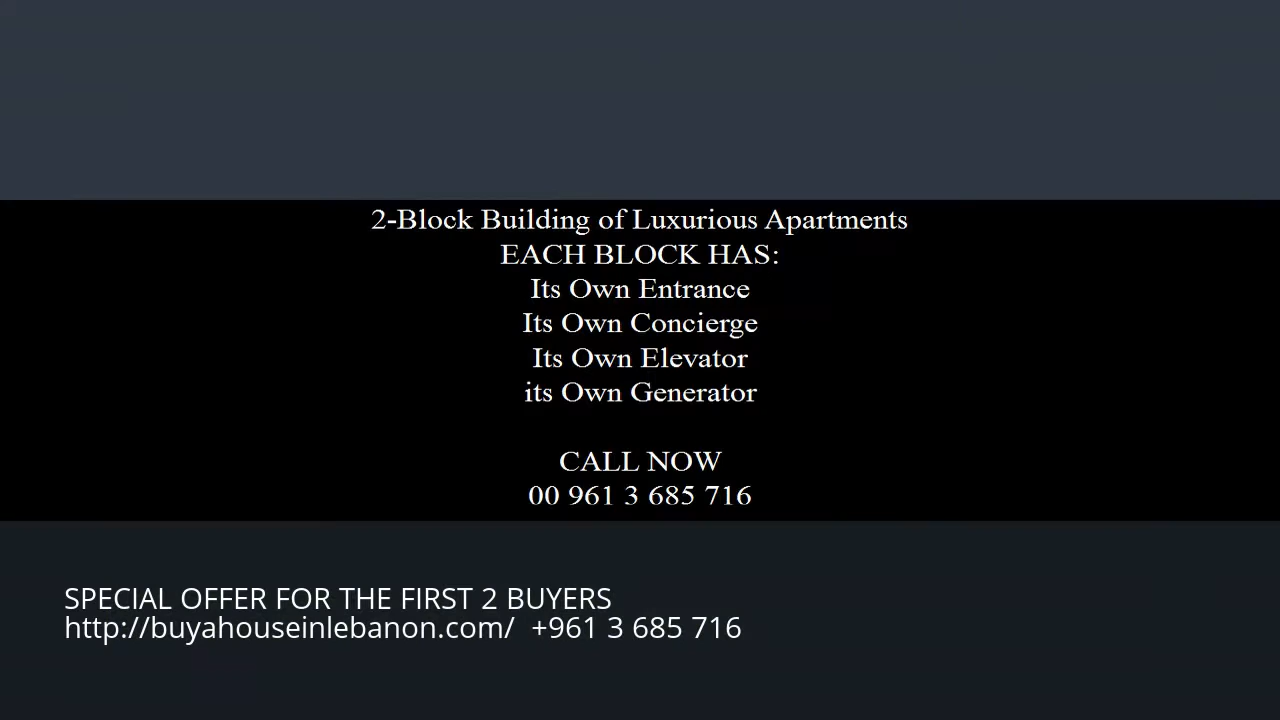 2-Block Building of Luxurious Apartments
EACH BLOCK HAS:
Its Own Entrance
Its Own Concierge
Its Own Elevator
its Own Generator
CALL NOW
00 961 3 685 716
SPECIAL OFFER FOR THE FIRST 2 BUYERS
http://buyahouseinlebanon.com/  +961 3 685 716